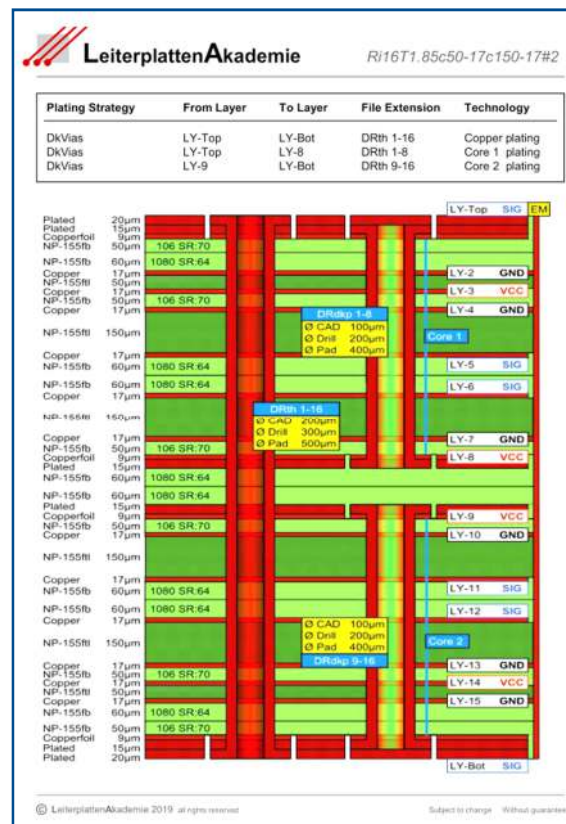 LeiterplattenAkademie Ri16T1.85c50-17c150-17#2
Plating Strategy From Layer To Layer File Extension Technology
DkVias LY-Top LY-Bot DRth 1-16 Copper plating
DkVias LY-Top LY-8 DRth 1-8 Core 1 plating
DkVias LY-9 LY-Bot DRth 9-16 Core 2 plating
LY-Top SIG EM
Plated 20µm
Plated 15µm
Copperfoil 9µm
NP-155fb 50µm 106 SR:70
NP-155fb 60µm 1080 SR:64
Copper 17µm LY-2 GND
NP-155ftl 50µm
Copper 17µm LY-3 VCC
NP-155fb 50µm 106 SR:70
Copper 17µm LY-4 GND
DRdkp 1-8
Ø CAD 100µm
Ø Drill 200µm
Ø Pad 400µm
NP-155ftl 150µm Core 1
Copper 17µm
NP-155fb 60µm 1080 SR:64 LY-5 SIG
NP-155fb 60µm 1080 SR:64 LY-6 SIG
Copper 17µm
DRth 1-16
Ø CAD 200µm
Ø Drill 300µm
Ø Pad 500µm
NP-155ftl 150µm
Copper 17µm LY-7 GND
NP-155fb 50µm 106 SR:70
Copperfoil 9µm LY-8 VCC
Plated 15µm
NP-155fb 60µm 1080 SR:64
NP-155fb 60µm 1080 SR:64
Plated 15µm
Copperfoil 9µm LY-9 VCC
NP-155fb 50µm 106 SR:70
Copper 17µm LY-10 GND
NP-155ftl 150µm
Copper 17µm
NP-155fb 60µm 1080 SR:64 LY-11 SIG
NP-155fb 60µm 1080 SR:64 LY-12 SIG
Copper 17µm
Ø CAD 100µm
Ø Drill 200µm
Ø Pad 400µm
DRdkp 9-16
NP-155ftl 150µm Core 2
Copper 17µm LY-13 GND
NP-155fb 50µm 106 SR:70
Copper 17µm LY-14 VCC
NP-155ftl 50µm
Copper 17µm LY-15 GND
NP-155fb 60µm 1080 SR:64
NP-155fb 50µm 106 SR:70
Copperfoil 9µm
Plated 15µm
Plated 20µm
LY-Bot SIG
© LeiterplattenAkademie 2019 all rights reserved Subject to change Without guarantee